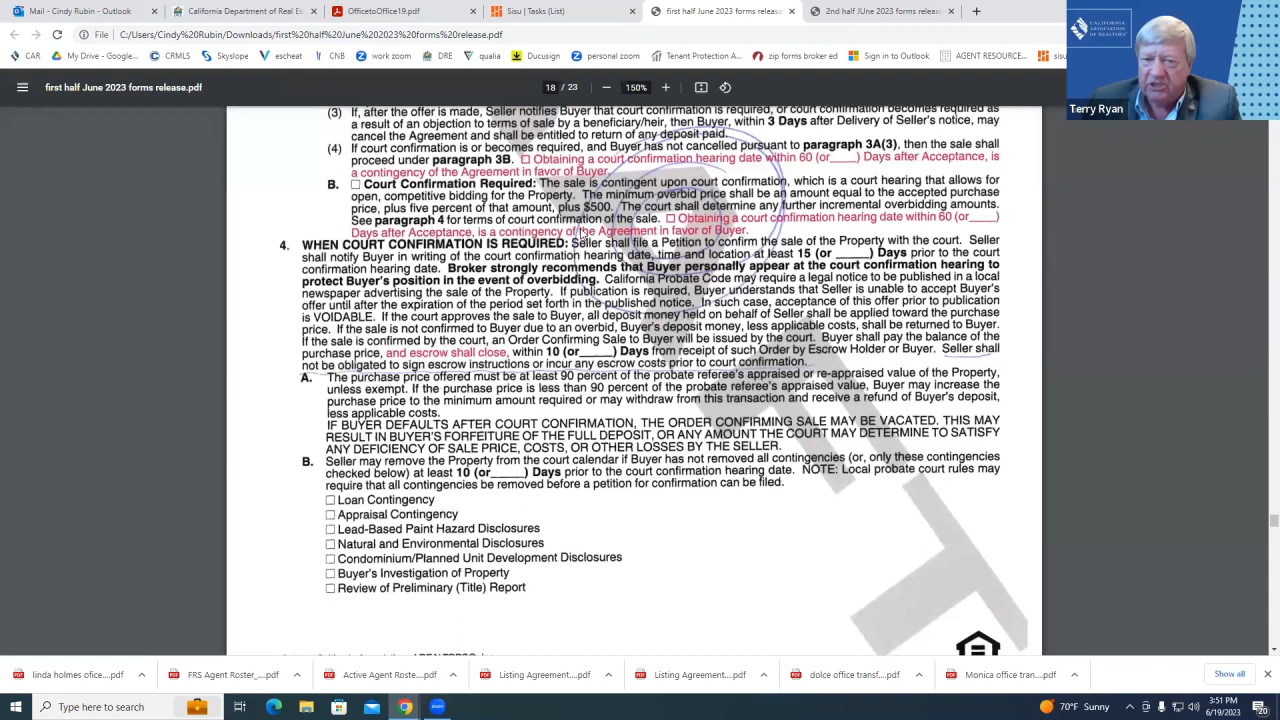 Mail - Cindy Rubin - Outlook
California Department of Real Es
OfficetoOffice19.pdf
Sisu | Tasks (List)
first half June 2023 forms release
2nd half JUne 2023 forms release
File
C:/Users/Cindy%20Rubin/Downloads/first%20half%20June%202023%20forms%20release.pdf
CAR
My Drive - Google...
CRMLS
Skyslope
escheat
CNB
work zoom
DRE
qualia
Ducusign
personal zoom
Tenant Protection A...
zip forms broker ed
Sign in to Outlook
AGENT RESOURCE...
sisu
first half June 2023 forms release.pdf
18 / 23
150%
CALIFORNIA
ASSOCIATION
OF REALTORS®
Terry Ryan
(3) If, after the offer is made, Seller notifies Buyer that court confirmation is required, or court confirmation becomes required as
a result of an objection to terms of sale by a beneficiary/heir, then Buyer, within 3 Days after Delivery of Seller's notice, may
cancel the Agreement and shall be entitled to return of any deposit paid.
(4) If court confirmation is or becomes required, and Buyer has not cancelled pursuant to paragraph 3A(3), then the sale shall
proceed under paragraph 3B. Obtaining a court confirmation hearing date within 60 (or____) Days after Acceptance, is
a contingency of the Agreement in favor of Buyer.
B. Court Confirmation Required: The sale is contingent upon court confirmation, which is a court hearing that allows for
open, competitive bidding for the Property. The minimum overbid price shall be an amount equal to the accepted purchase
price, plus five percent of that amount, plus $500. The court shall determine any further incremental overbidding amounts.
See paragraph 4 for terms of court confirmation of the sale. Obtaining a court confirmation hearing date within 60 (or____)
Days after Acceptance, is a contingency of the Agreement in favor of Buyer.
4. WHEN COURT CONFIRMATION IS REQUIRED: Seller shall file a Petition to confirm the sale of the Property with the court. Seller
shall notify Buyer in writing of the court confirmation hearing date, time and location at least 15 (or _____) Days prior to the court
confirmation hearing date. Broker strongly recommends that Buyer personally appear at the court confirmation hearing to
protect Buyer's position in the event of overbidding. California Probate Code may require a legal notice to be published in a local
newspaper advertising the sale of the Property. If publication is required, Buyer understands that Seller is unable to accept Buyer's
offer until after the expiration of the period set forth in the published notice. In such case, acceptance of this offer prior to publication
is VOIDABLE. If the court approves the sale to Buyer, all deposit money held on behalf of Seller shall be applied toward the purchase
price. If the sale is not confirmed to Buyer due to an overbid, Buyer's deposit money, less applicable costs, shall be returned to Buyer.
If the sale is confirmed by the court, an Order Confirming Sale to Buyer will be issued by the court. Buyer shall pay the balance of the
purchase price, and escrow shall close, within 10 (or_____) Days from receipt of such Order by Escrow Holder or Buyer. Seller shall
not be obligated to sign escrow instructions or incur any escrow costs prior to court confirmation.
A. The purchase price offered must be at least 90 percent of the probate referee's appraised or re-appraised value of the Property,
unless exempt. If the purchase price is less than 90 percent of the probate referee's appraised value, Buyer may increase the
purchase price to the minimum amount required or may withdraw from this transaction and receive a refund of Buyer's deposit,
less applicable costs.
IF BUYER DEFAULTS AFTER COURT CONFIRMATION, THE ORDER CONFIRMING SALE MAY BE VACATED. THIS MAY
RESULT IN BUYER'S FORFEITURE OF THE FULL DEPOSIT, OR ANY AMOUNT THE COURT MAY DETERMINE TO SATISFY
ANY DEFICIENCY OF SALE PRICE, COSTS, OR OTHER LOSSES BY THE SELLER.
B. Seller may remove the Property from the court calendar if Buyer has not removed all contingencies (or, only these contingencies
checked below) at least 10 (or_____) Days prior to the court confirmation hearing date. NOTE: Local probate court rules may
require that all contingencies be removed before a petition for confirmation can be filed.
Loan Contingency
Appraisal Contingency
Lead-Based Paint Hazard Disclosures
Natural and Environmental Disclosures
Condominium/Planned Unit Development Disclosures
Buyer's Investigation of Property
Review of Preliminary (Title) Report
linda holmes ofice....pdf
FRS Agent Roster_....pdf
Active Agent Roste....pdf
Listing Agreement....pdf
Listing Agreement....pdf
dolce office transf....pdf
Monica office tran....pdf
Show all
Type here to search
70°F Sunny
3:51 PM
6/19/2023
20